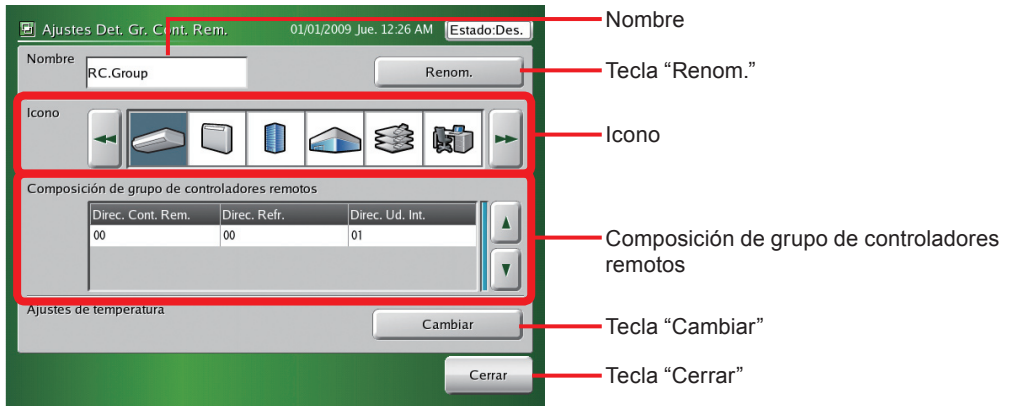 Ajustes Det. Gr. Cont. Rem. 01/01/2009 Jue. 12:26 AM Estado:Des.
Nombre
RC.Group
Renom.
Icono
Composición de grupo de controladores remotos
Direc. Cont. Rem. Direc. Refr. Direc. Ud. Int.
00 00 01
Ajustes de temperatura
Cambiar
Cerrar
Nombre
Tecla “Renom.”
Icono
Composición de grupo de controladores
remotos
Tecla “Cambiar”
Tecla “Cerrar”